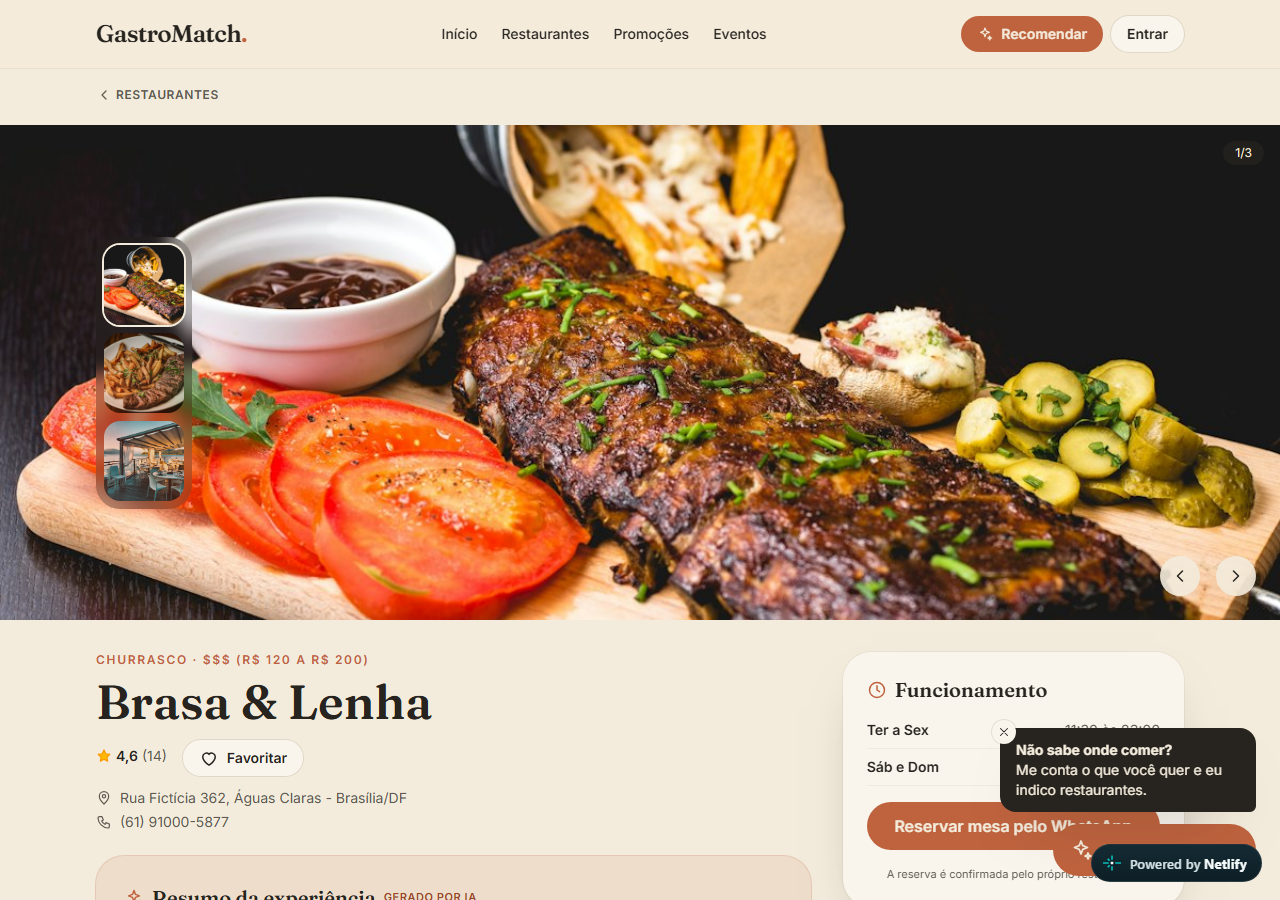 GastroMatch.
Início
Restaurantes
Promoções
Eventos
Recomendar
Entrar
RESTAURANTES
1/3
CHURRASCO · $$$ (R$ 120 A R$ 200)
Brasa & Lenha
4,6 (14)
Favoritar
Rua Fictícia 362, Águas Claras - Brasília/DF
(61) 91000-5877
Resumo da experiência
GERADO POR IA
Funcionamento
Ter a Sex
Sáb e Dom
Não sabe onde comer?
Me conta o que você quer e eu
indico restaurantes.
Reservar mesa pelo WhatsApp
A reserva é confirmada pelo próprio
Powered by Netlify